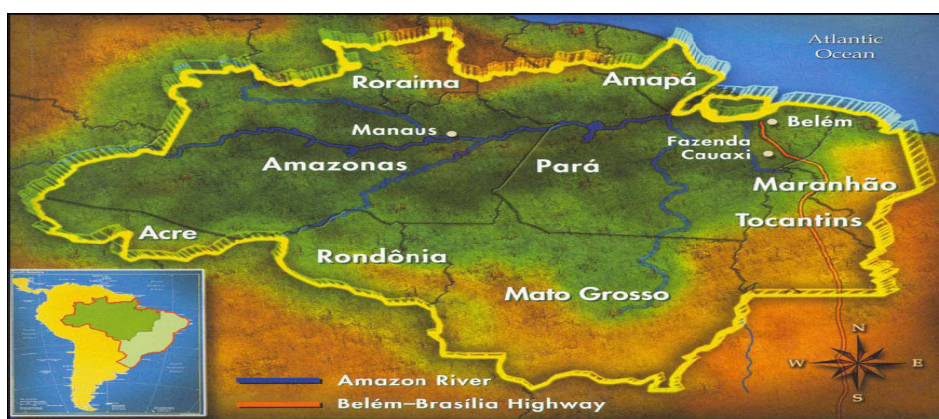 Atlantic
Ocean
Roraima
Amapá
Manaus
Belém
Fazenda
Cauaxi
Amazonas
Pará
Maranhão
Tocantins
Acre
Rondônia
Mato Grosso
N
W
E
S
Amazon River
Belém–Brasília Highway